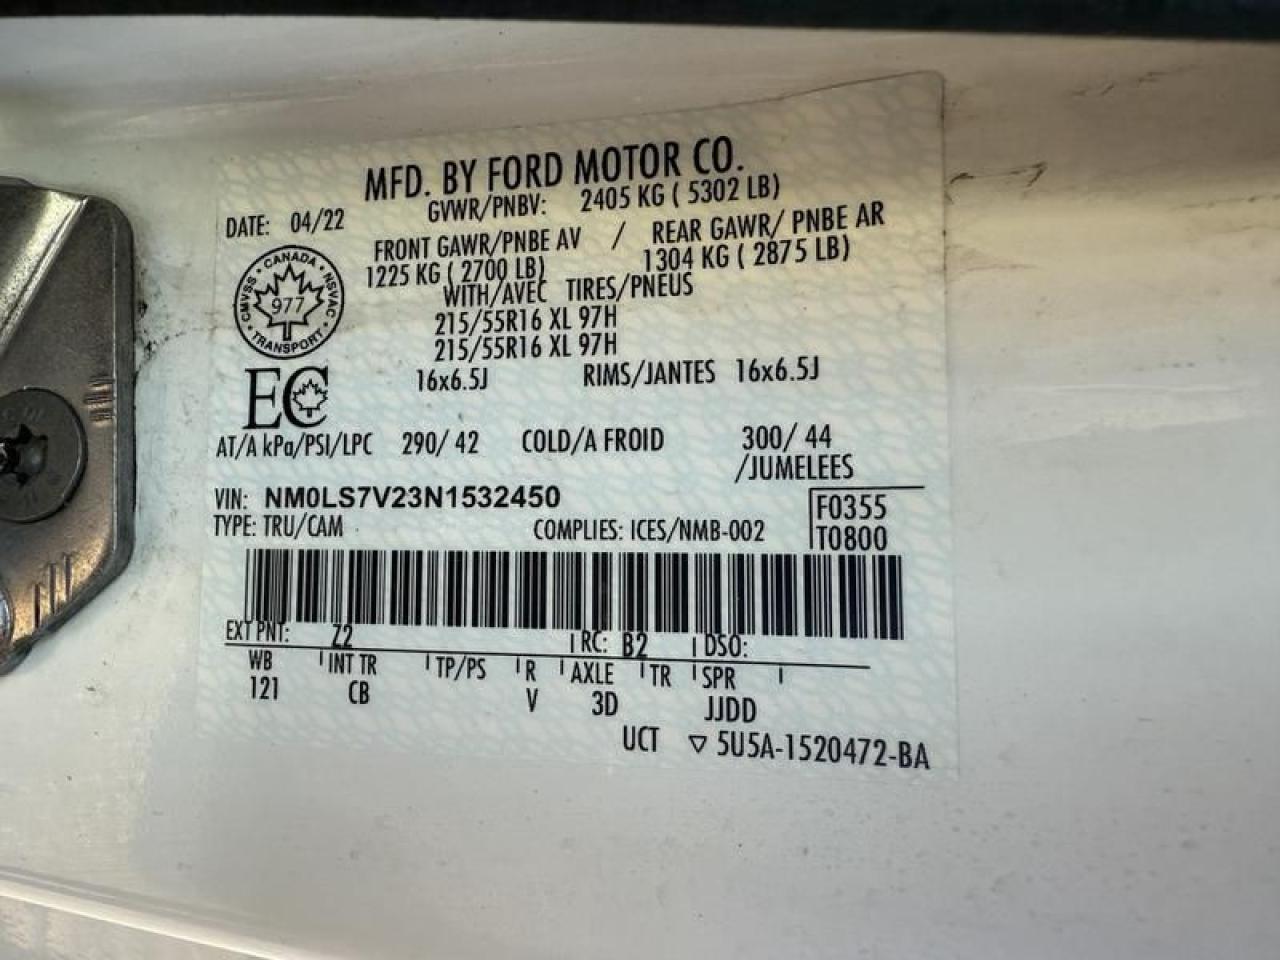 MFD. BY FORD MOTOR CO.
DATE: 04/22
GVWR/PNBV: 2405 KG ( 5302 LB)
FRONT GAWR/PNBE AV / REAR GAWR/ PNBE AR
1225 KG ( 2700 LB) 1304 KG ( 2875 LB)
WITH/AVEC TIRES/PNEUS
215/55R16 XL 97H
215/55R16 XL 97H
CANADA
CMVSS NSVAC
977
TRANSPORT
EC
16x6.5J RIMS/JANTES 16x6.5J
AT/A kPa/PSI/LPC 290/ 42 COLD/A FROID 300/ 44
/JUMELEES
VIN: NM0LS7V23N1532450
F0355
TYPE: TRU/CAM COMPLIES: ICES/NMB-002
T0800
EXT PNT: Z2 RC: B2 DSO:
WB INT TR TP/PS R AXLE TR SPR
121 CB V 3D JJDD
UCT ▽ 5U5A-1520472-BA